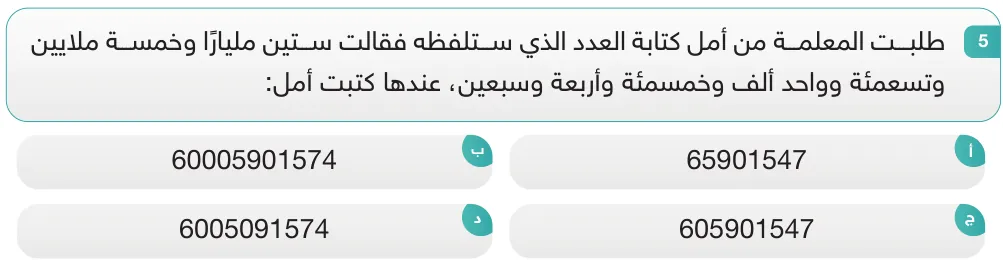 5
طلبت المعلمة من أمل كتابة العدد الذي ستلفظه فقالت ستين مليارًا وخمسة ملايين
وتسعمئة وواحد ألف وخمسمئة وأربعة وسبعين، عندها كتبت أمل:
أ 65901547
ب 60005901574
ج 605901547
د 6005091574